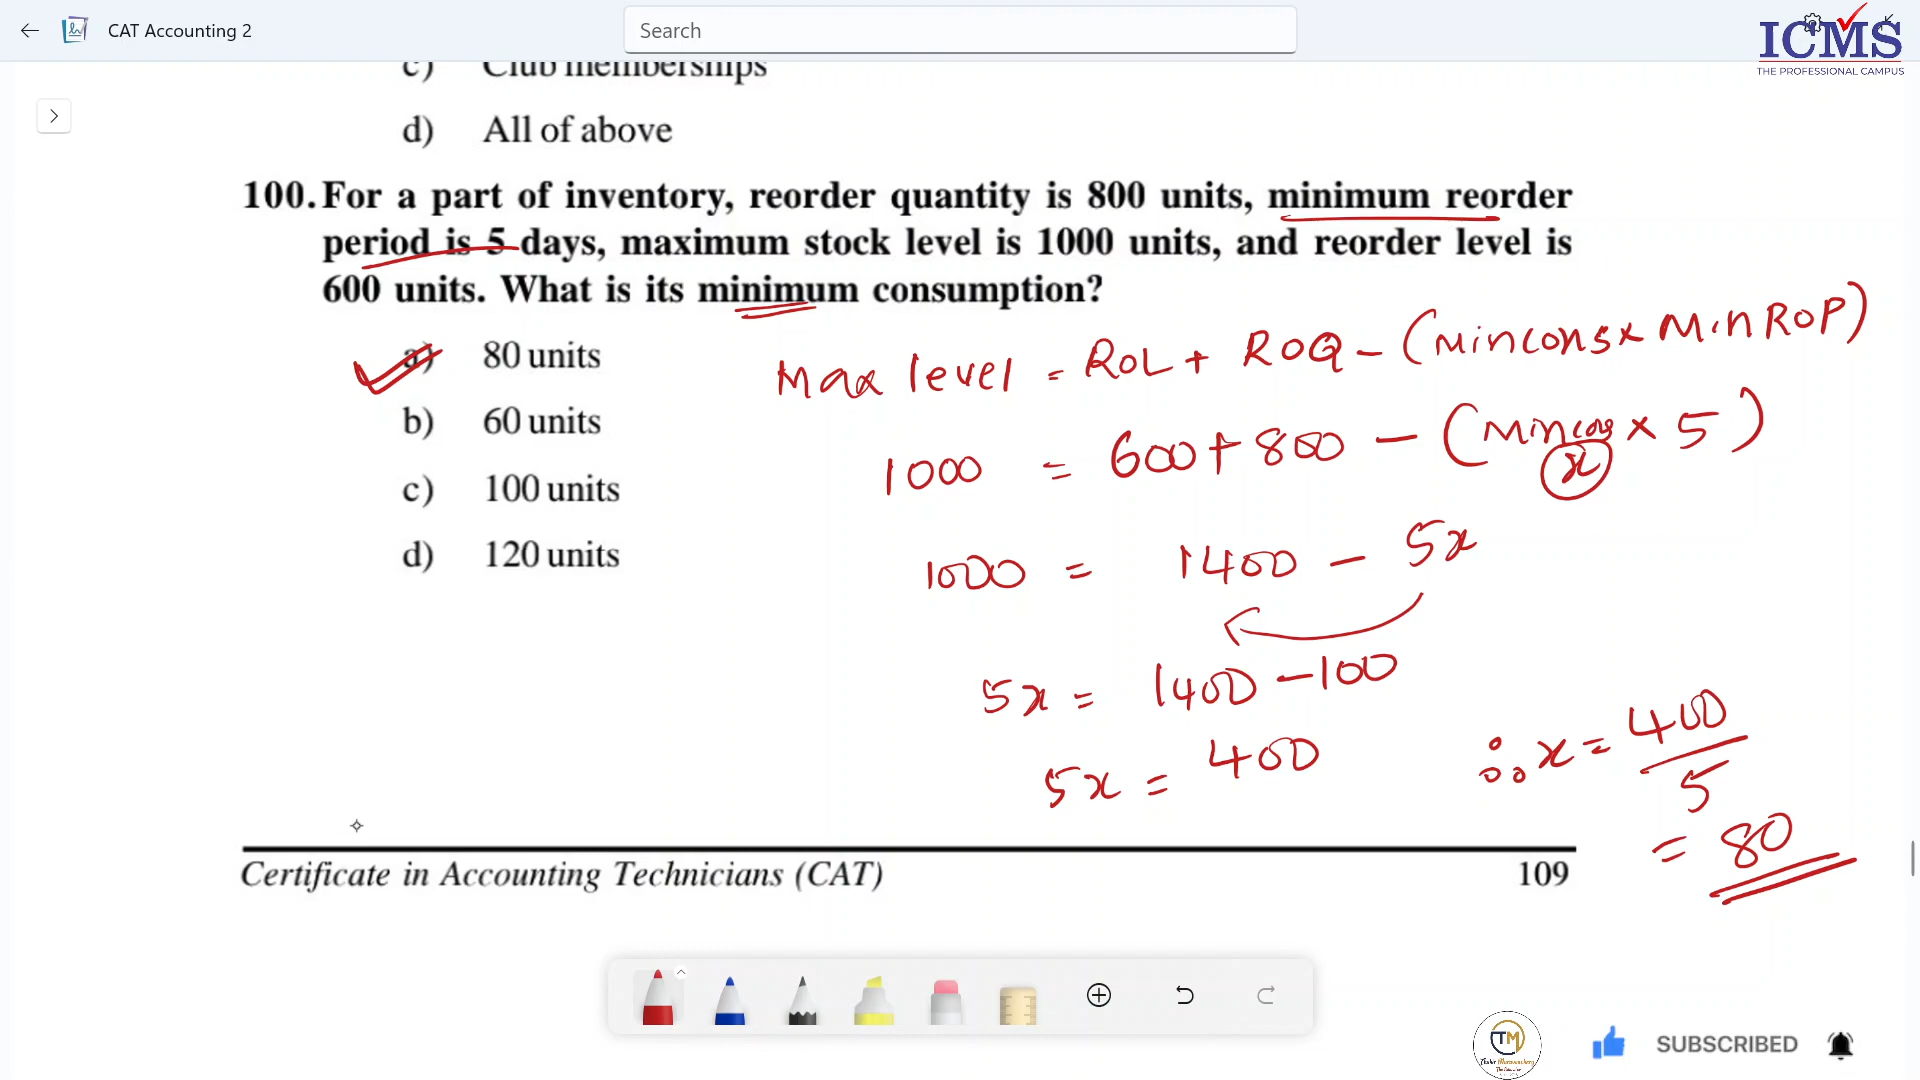 CAT Accounting 2
Search
ICMS
THE PROFESSIONAL CAMPUS
c) Club memberships
d) All of above
100. For a part of inventory, reorder quantity is 800 units, minimum reorder
period is 5 days, maximum stock level is 1000 units, and reorder level is
600 units. What is its minimum consumption?
a) 80 units
b) 60 units
c) 100 units
d) 120 units
Max level = ROL + ROQ - (Mincons x Min ROP)
1000 = 600 + 800 - (Mincons x 5)
x
1000 = 1400 - 5x
5x = 1400 - 100
5x = 400
∴ x = 400
5
= 80
Certificate in Accounting Technicians (CAT) 109
TM
SUBSCRIBED